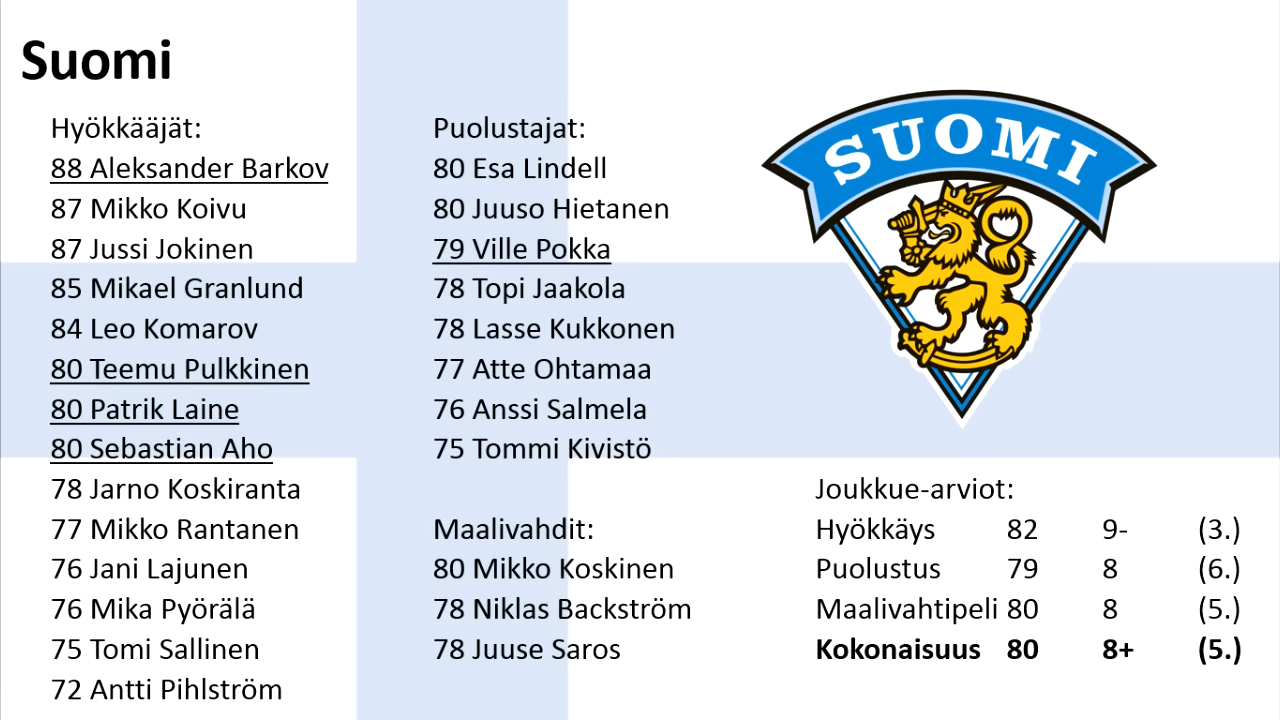 Suomi
Hyökkääjät:
88 Aleksander Barkov
87 Mikko Koivu
87 Jussi Jokinen
85 Mikael Granlund
84 Leo Komarov
80 Teemu Pulkkinen
80 Patrik Laine
80 Sebastian Aho
78 Jarno Koskiranta
77 Mikko Rantanen
76 Jani Lajunen
76 Mika Pyörälä
75 Tomi Sallinen
72 Antti Pihlström
Puolustajat:
80 Esa Lindell
80 Juuso Hietanen
79 Ville Pokka
78 Topi Jaakola
78 Lasse Kukkonen
77 Atte Ohtamaa
76 Anssi Salmela
75 Tommi Kivistö
Maalivahdit:
80 Mikko Koskinen
78 Niklas Backström
78 Juuse Saros
SUOMI
Joukkue-arviot:
Hyökkäys 82 9- (3.)
Puolustus 79 8 (6.)
Maalivahtipeli 80 8 (5.)
Kokonaisuus 80 8+ (5.)